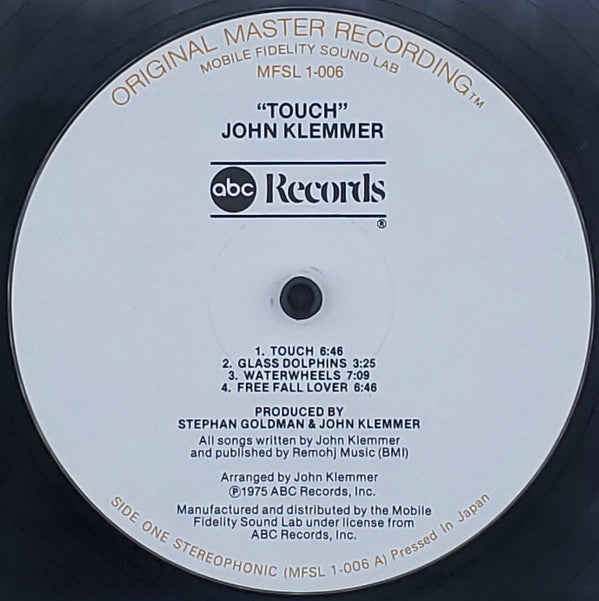 ORIGINAL MASTER RECORDING™
MOBILE FIDELITY SOUND LAB
MFSL 1-006
“TOUCH”
JOHN KLEMMER
abc Records
®
1. TOUCH 6:46
2. GLASS DOLPHINS 3:25
3. WATERWHEELS 7:09
4. FREE FALL LOVER 6:46
PRODUCED BY
STEPHAN GOLDMAN & JOHN KLEMMER
All songs written by John Klemmer
and published by Remohj Music (BMI)
Arranged by John Klemmer
℗1975 ABC Records, Inc.
Manufactured and distributed by the Mobile
Fidelity Sound Lab under license from
ABC Records, Inc.
SIDE ONE STEREOPHONIC (MFSL 1-006 A) Pressed In Japan